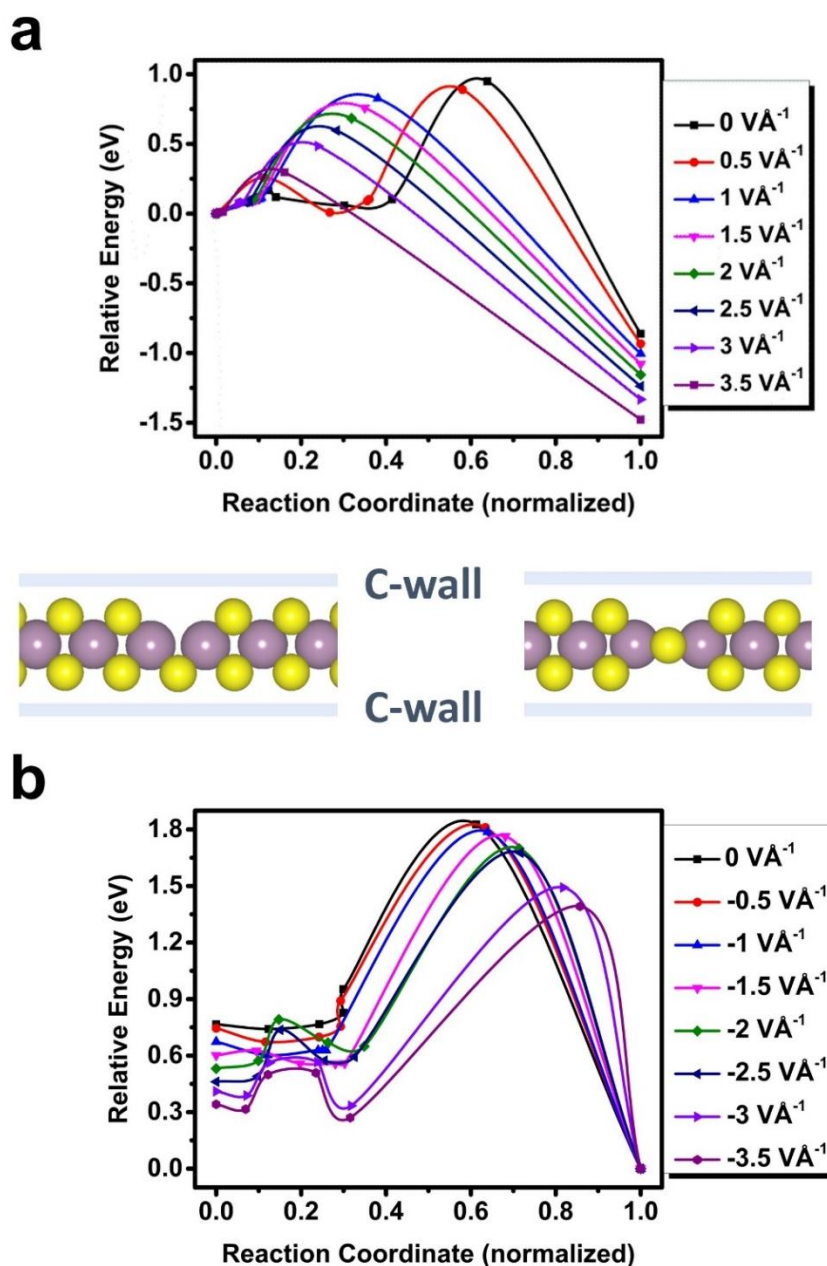 a
Relative Energy (eV)
1.0
0.5
0.0
-0.5
-1.0
-1.5
0.0 0.2 0.4 0.6 0.8 1.0
Reaction Coordinate (normalized)
0 VÅ⁻¹
0.5 VÅ⁻¹
1 VÅ⁻¹
1.5 VÅ⁻¹
2 VÅ⁻¹
2.5 VÅ⁻¹
3 VÅ⁻¹
3.5 VÅ⁻¹
C-wall
C-wall
b
Relative Energy (eV)
1.8
1.5
1.2
0.9
0.6
0.3
0.0
0.0 0.2 0.4 0.6 0.8 1.0
Reaction Coordinate (normalized)
0 VÅ⁻¹
-0.5 VÅ⁻¹
-1 VÅ⁻¹
-1.5 VÅ⁻¹
-2 VÅ⁻¹
-2.5 VÅ⁻¹
-3 VÅ⁻¹
-3.5 VÅ⁻¹